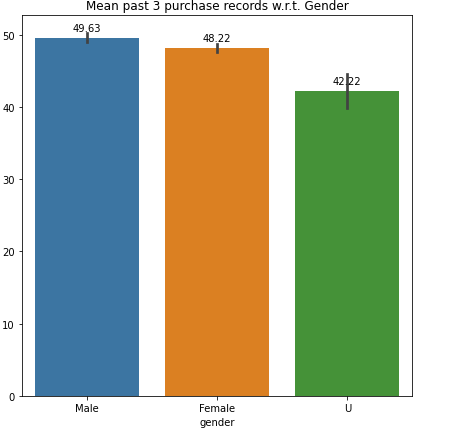 Mean past 3 purchase records w.r.t. Gender
50
40
30
20
10
0
49.63
48.22
42.22
Male
Female
U
gender